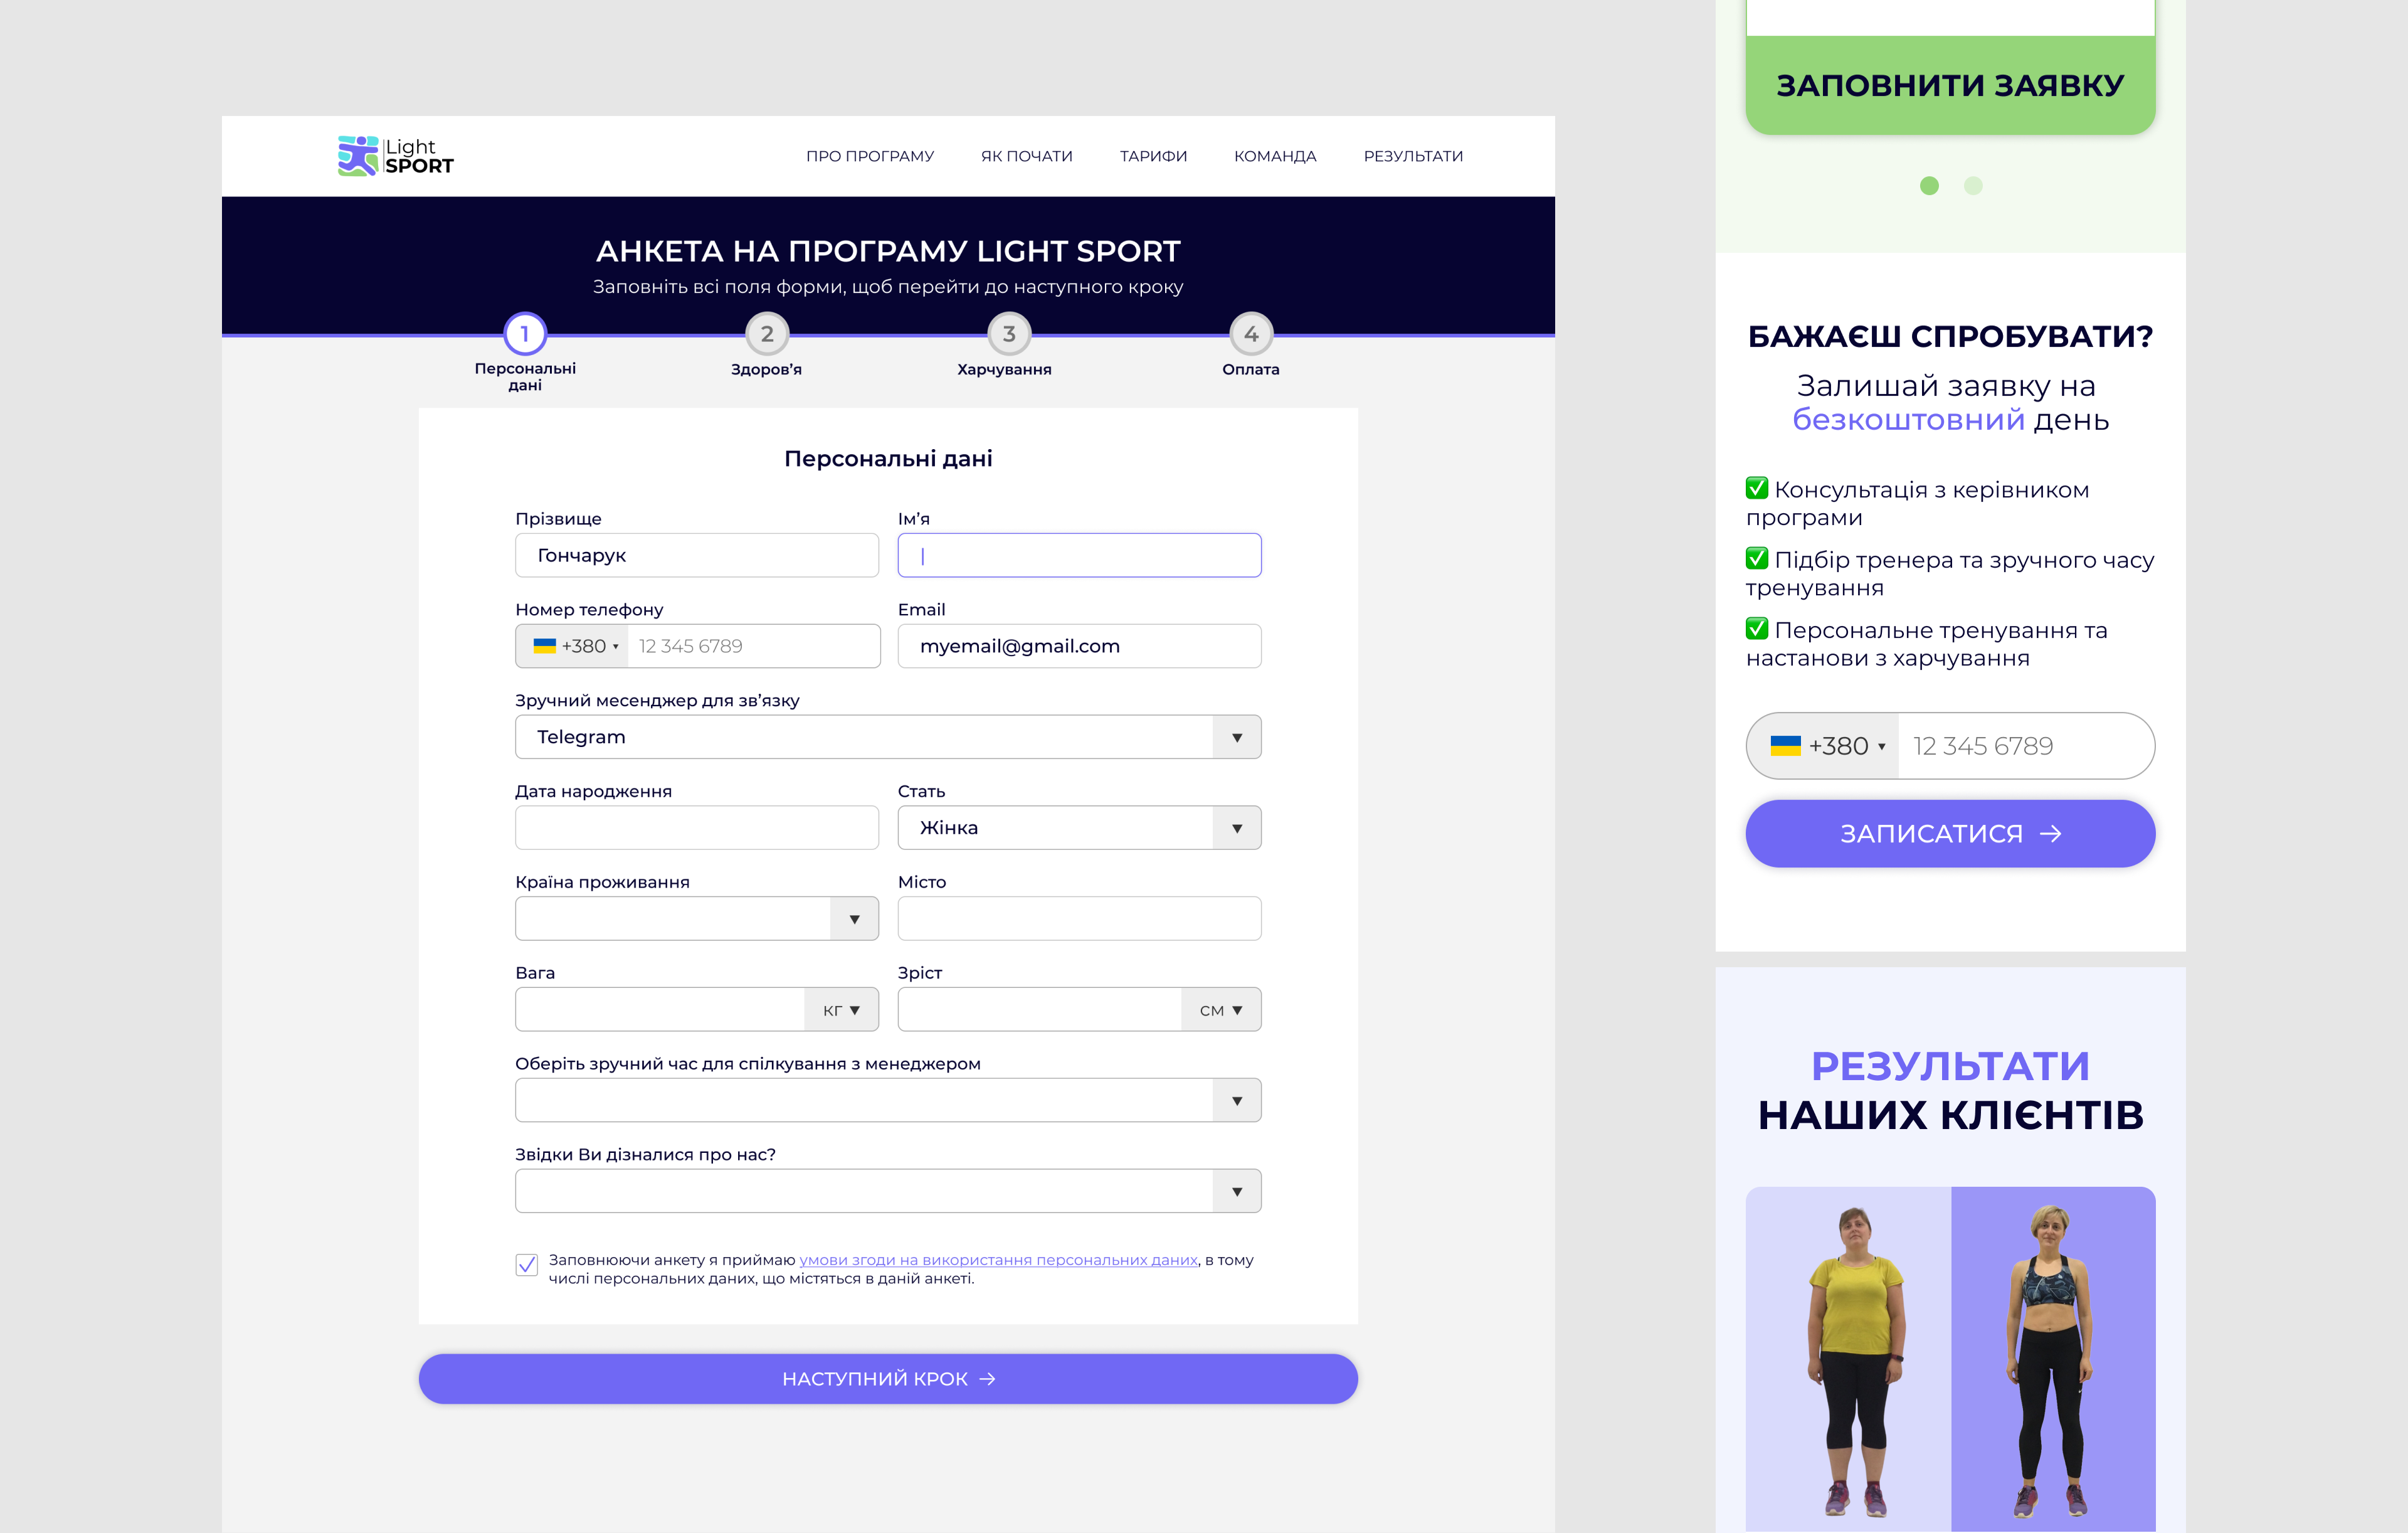 Light
SPORT
ПРО ПРОГРАМУ
ЯК ПОЧАТИ
ТАРИФИ
КОМАНДА
РЕЗУЛЬТАТИ
АНКЕТА НА ПРОГРАМУ LIGHT SPORT
Заповніть всі поля форми, щоб перейти до наступного кроку
1
2
3
4
Персональні
дані
Здоров’я
Харчування
Оплата
Персональні дані
Прізвище
Ім’я
Гончарук
Номер телефону
Email
+380
12 345 6789
myemail@gmail.com
Зручний месенджер для зв’язку
Telegram
Дата народження
Стать
Жінка
Країна проживання
Місто
Вага
Зріст
кг
см
Оберіть зручний час для спілкування з менеджером
Звідки Ви дізналися про нас?
Заповнюючи анкету я приймаю умови згоди на використання персональних даних, в тому
числі персональних даних, що містяться в даній анкеті.
НАСТУПНИЙ КРОК →
ЗАПОВНИТИ ЗАЯВКУ
БАЖАЄШ СПРОБУВАТИ?
Залишай заявку на
безкоштовний день
✅ Консультація з керівником
програми
✅ Підбір тренера та зручного часу
тренування
✅ Персональне тренування та
настанови з харчування
+380
12 345 6789
ЗАПИСАТИСЯ →
РЕЗУЛЬТАТИ
НАШИХ КЛІЄНТІВ